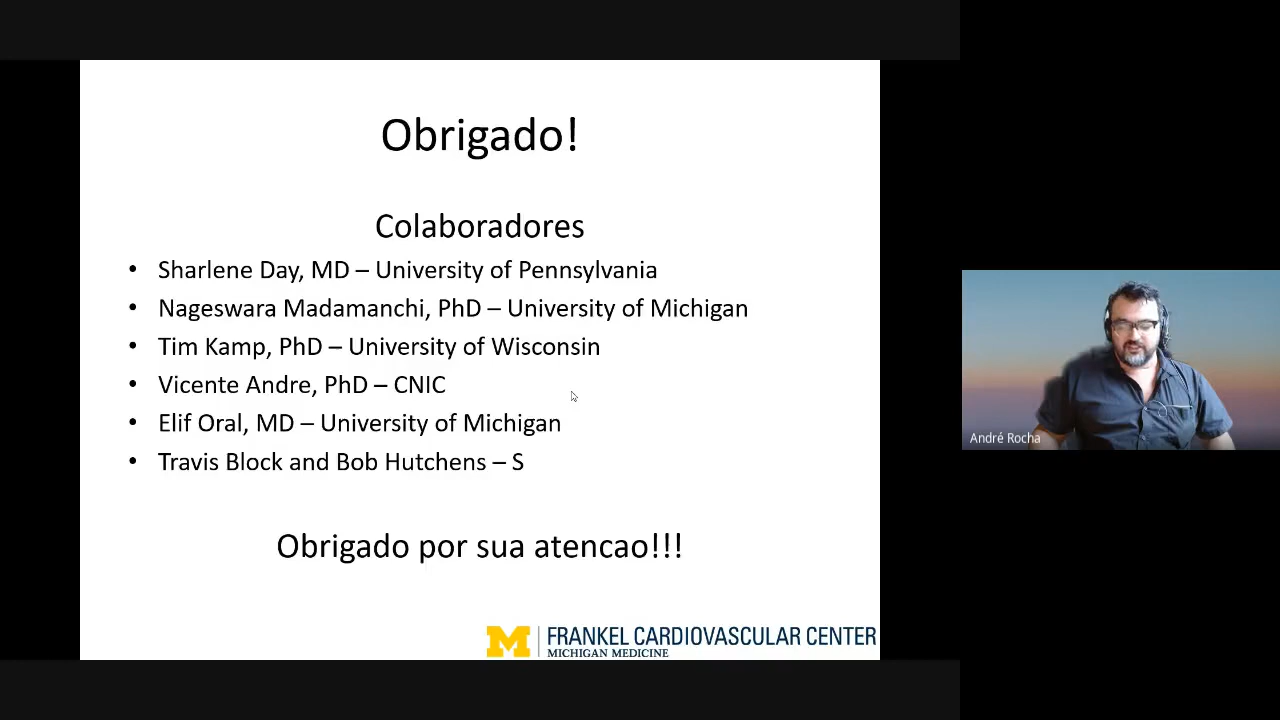 Obrigado!
Colaboradores
• Sharlene Day, MD – University of Pennsylvania
• Nageswara Madamanchi, PhD – University of Michigan
• Tim Kamp, PhD – University of Wisconsin
• Vicente Andre, PhD – CNIC
• Elif Oral, MD – University of Michigan
• Travis Block and Bob Hutchens – S
Obrigado por sua atencao!!!
M FRANKEL CARDIOVASCULAR CENTER
MICHIGAN MEDICINE
André Rocha